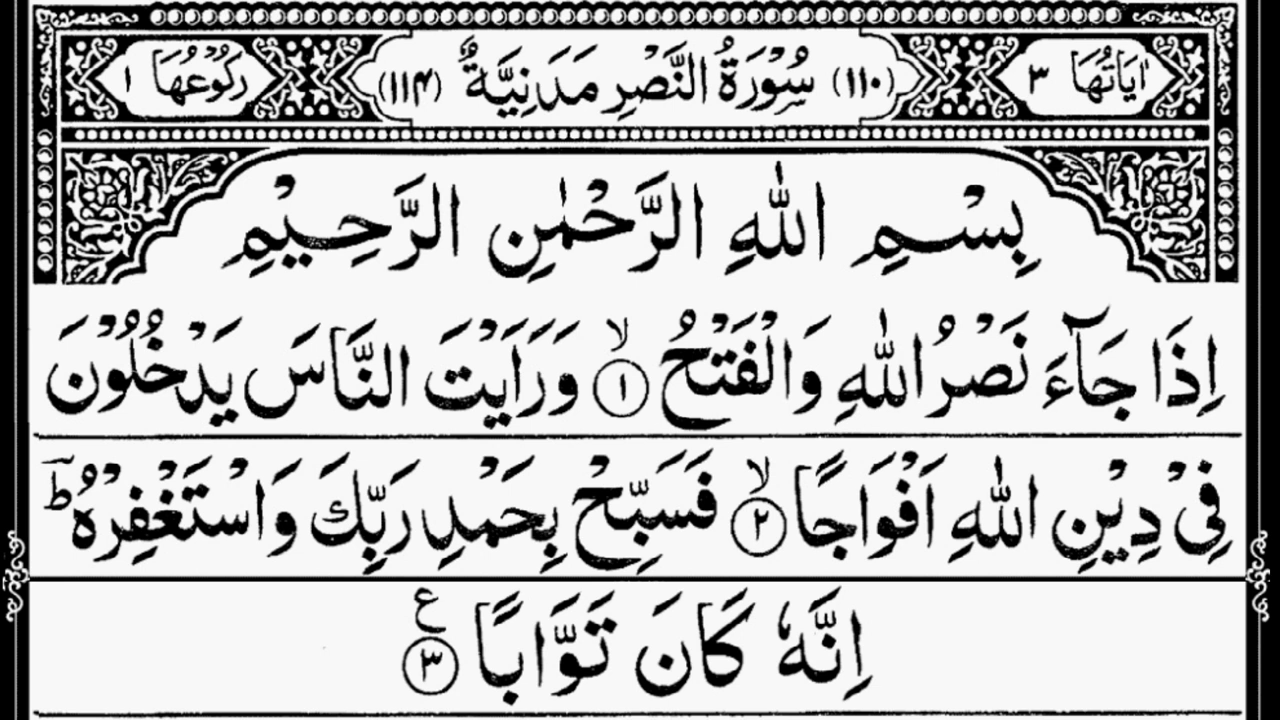 اٰيَاتُهَا ٣ (١١٠) سُوْرَةُ النَّصْرِ مَدَنِيَّةٌ (١١٤) رُكُوْعُهَا ١
بِسْمِ اللّٰهِ الرَّحْمٰنِ الرَّحِيْمِ
اِذَا جَآءَ نَصْرُ اللّٰهِ وَالْفَتْحُ ۙ ١ وَرَاَيْتَ النَّاسَ يَدْخُلُوْنَ
فِيْ دِيْنِ اللّٰهِ اَفْوَاجًا ۙ ٢ فَسَبِّحْ بِحَمْدِ رَبِّكَ وَاسْتَغْفِرْهُ ؕ
اِنَّهٗ كَانَ تَوَّابًا ٣ ع